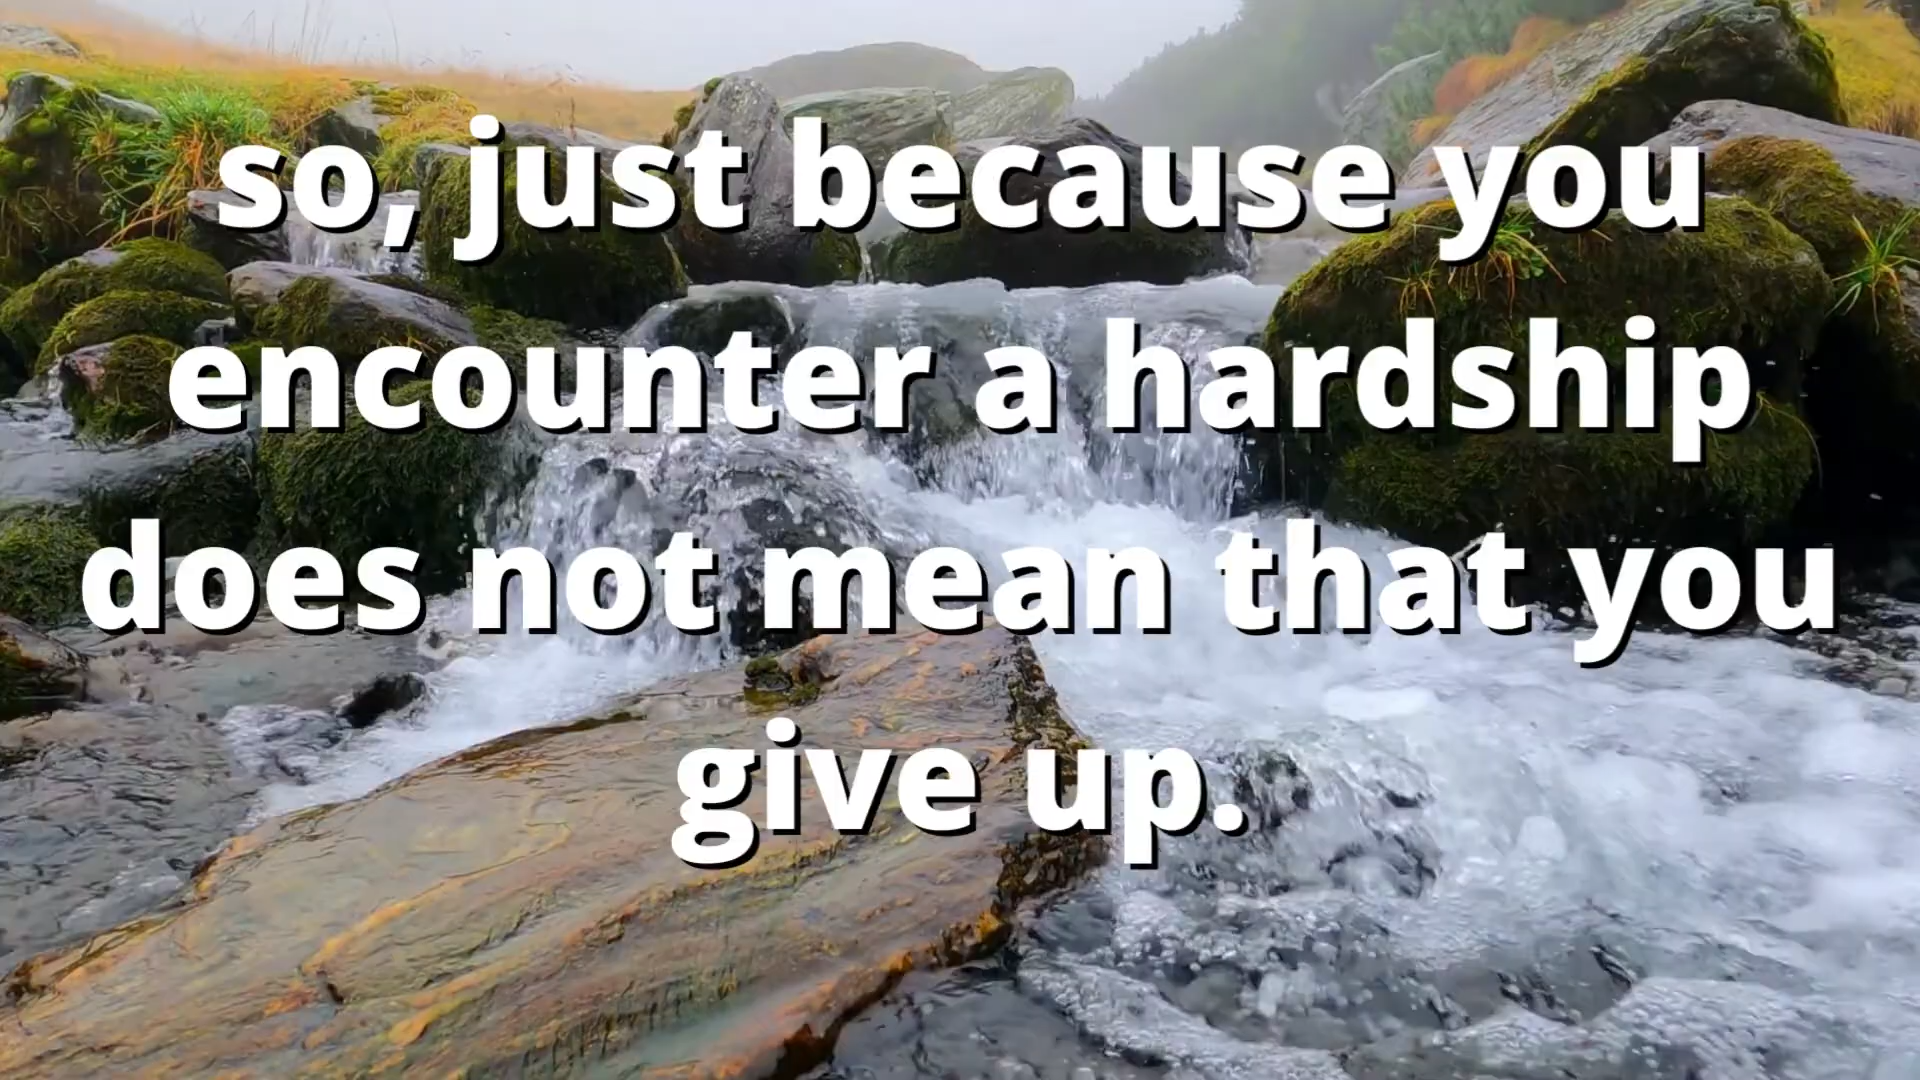 so, just because you
encounter a hardship
does not mean that you
give up.